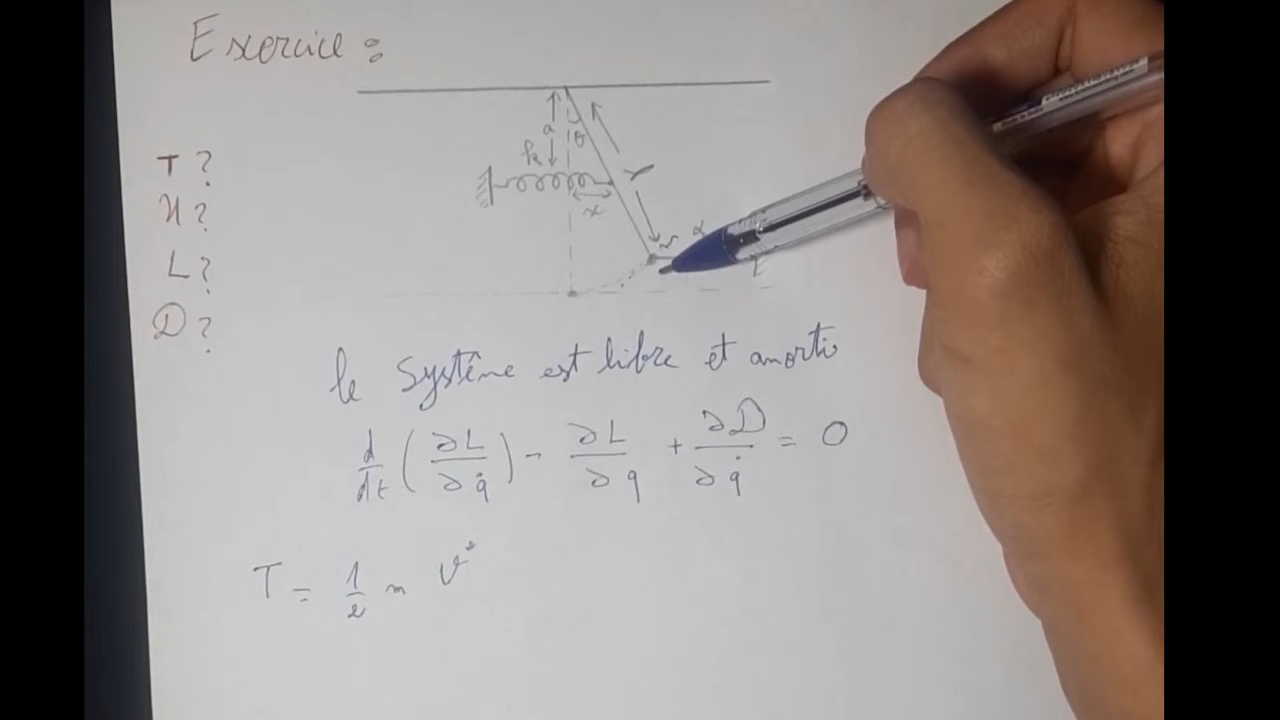 Exercice :
T ?
U ?
L ?
D ?
a
θ
k
x
m
α
le Système est libre et amorti
d/dt (∂L/∂q̇) - ∂L/∂q + ∂D/∂q̇ = 0
T = 1/2 m v²